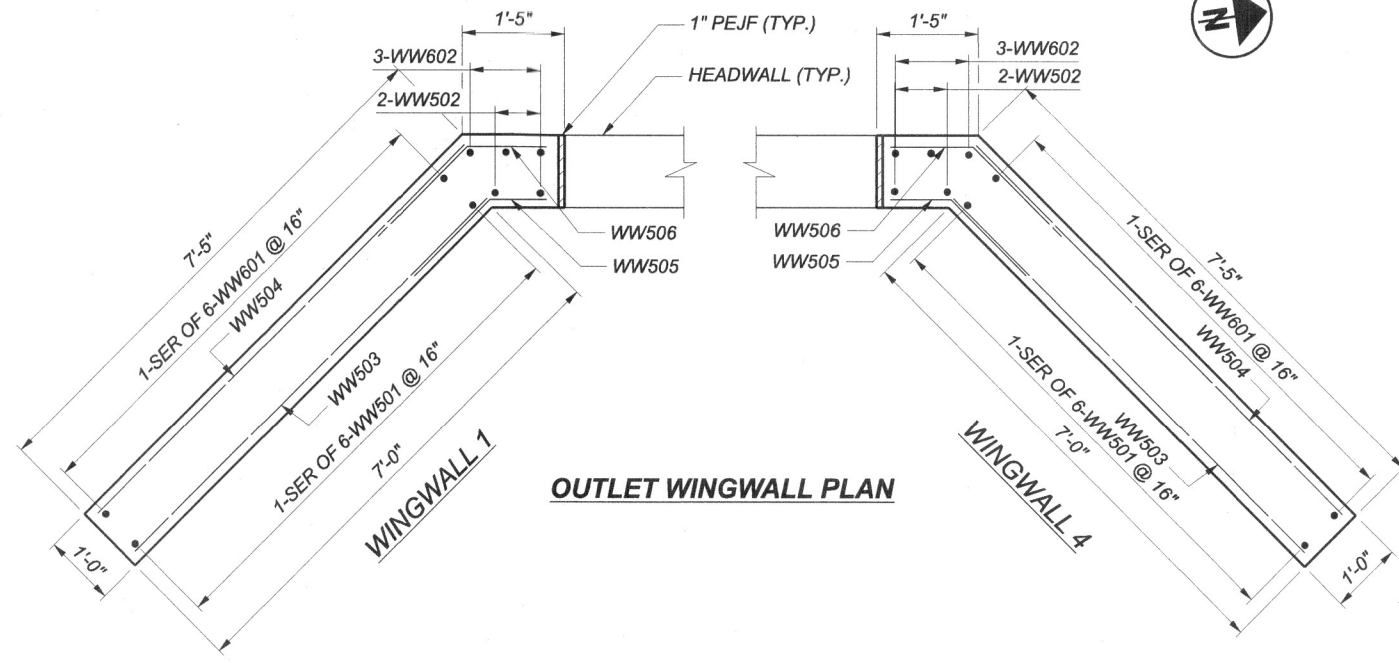 1'-5"
1" PEJF (TYP.)
1'-5"
N
3-WW602
HEADWALL (TYP.)
3-WW602
2-WW502
2-WW502
7'-5"
1-SER OF 6-WW601 @ 16"
WW504
WW506
WW505
WW506
WW505
7'-5"
1-SER OF 6-WW601 @ 16"
WW504
WW503
1-SER OF 6-WW501 @ 16"
7'-0"
WINGWALL 1
WW503
1-SER OF 6-WW501 @ 16"
7'-0"
WINGWALL 4
OUTLET WINGWALL PLAN
1'-0"
1'-0"